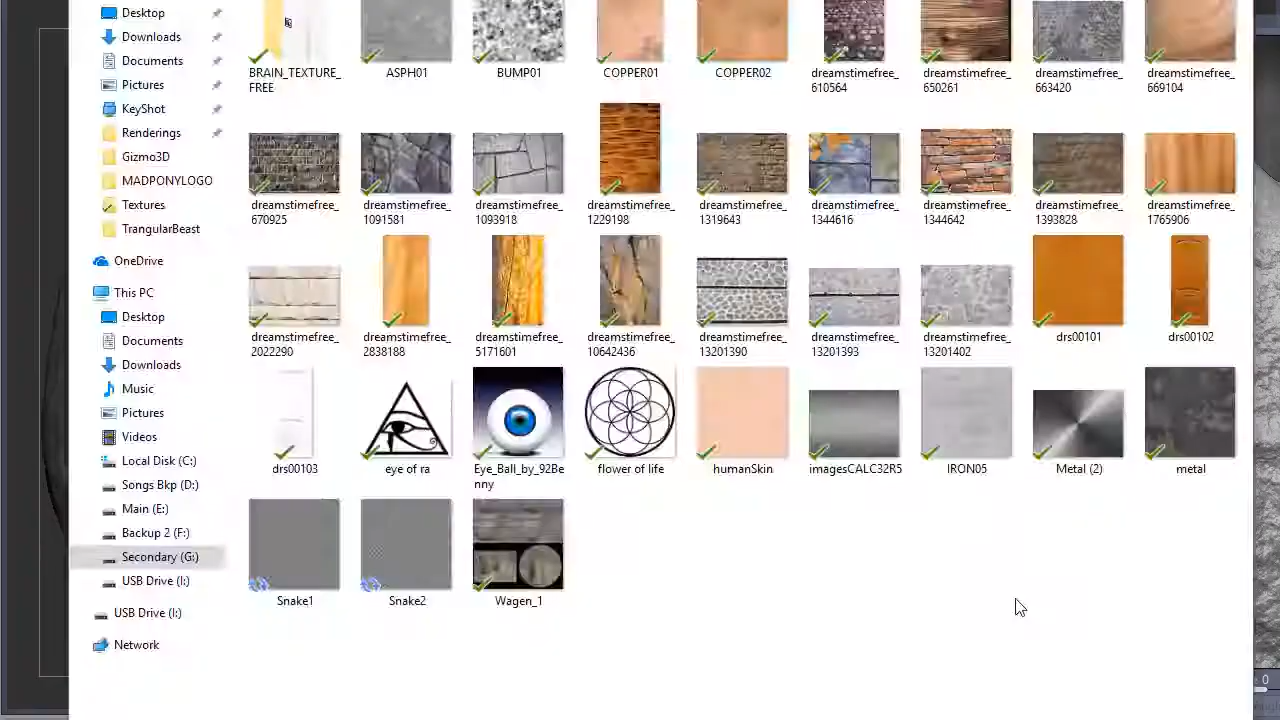 Desktop
Downloads
Documents
Pictures
KeyShot
Renderings
Gizmo3D
MADPONYLOGO
Textures
TrangularBeast
OneDrive
This PC
Desktop
Documents
Downloads
Music
Pictures
Videos
Local Disk (C:)
Songs Bkp (D:)
Main (E:)
Backup 2 (F:)
Secondary (G:)
USB Drive (I:)
USB Drive (I:)
Network
BRAIN_TEXTURE_
FREE
ASPH01
BUMP01
COPPER01
COPPER02
dreamstimefree_
610564
dreamstimefree_
650261
dreamstimefree_
663420
dreamstimefree_
669104
dreamstimefree_
670925
dreamstimefree_
1091581
dreamstimefree_
1093918
dreamstimefree_
1229198
dreamstimefree_
1319643
dreamstimefree_
1344616
dreamstimefree_
1344642
dreamstimefree_
1393828
dreamstimefree_
1765906
dreamstimefree_
2022290
dreamstimefree_
2838188
dreamstimefree_
5171601
dreamstimefree_
10642436
dreamstimefree_
13201390
dreamstimefree_
13201393
dreamstimefree_
13201402
drs00101
drs00102
drs00103
eye of ra
Eye_Ball_by_92Be
nny
flower of life
humanSkin
imagesCALC32R5
IRON05
Metal (2)
metal
Snake1
Snake2
Wagen_1
: 0